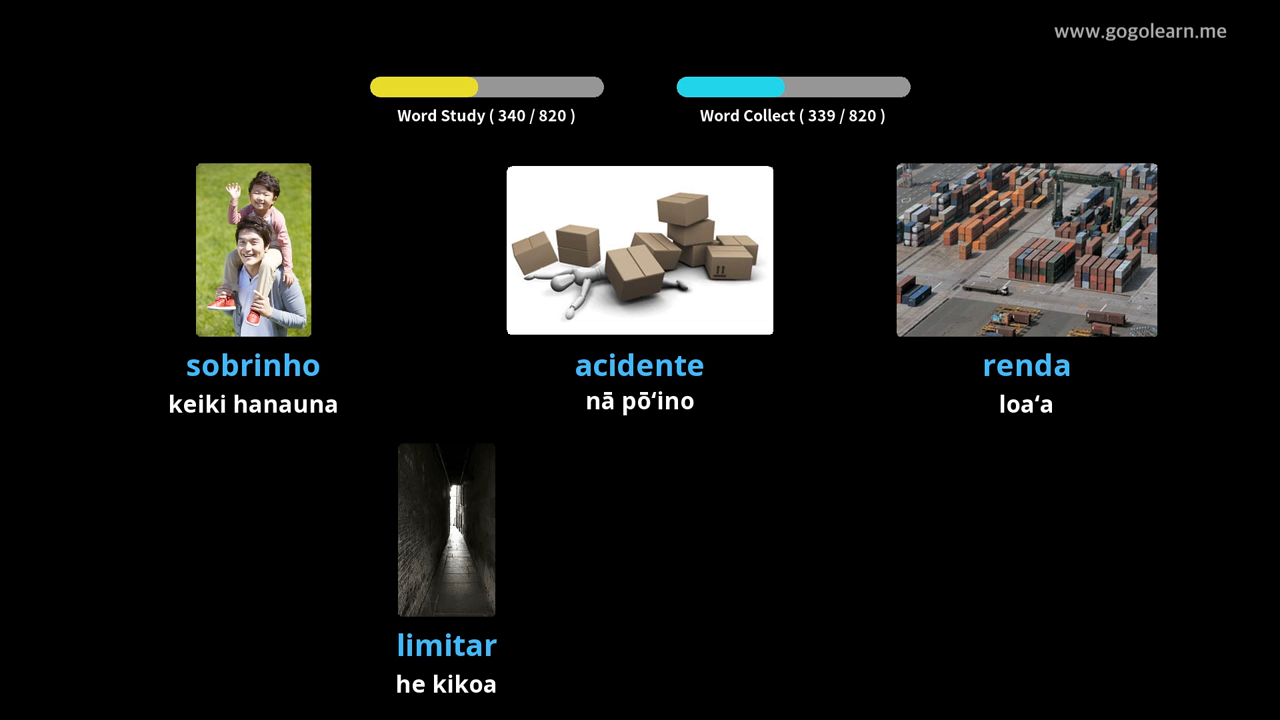 www.gogolearn.me
Word Study ( 340 / 820 )
Word Collect ( 339 / 820 )
sobrinho
keiki hanauna
acidente
nā pōʻino
renda
loaʻa
limitar
he kikoa